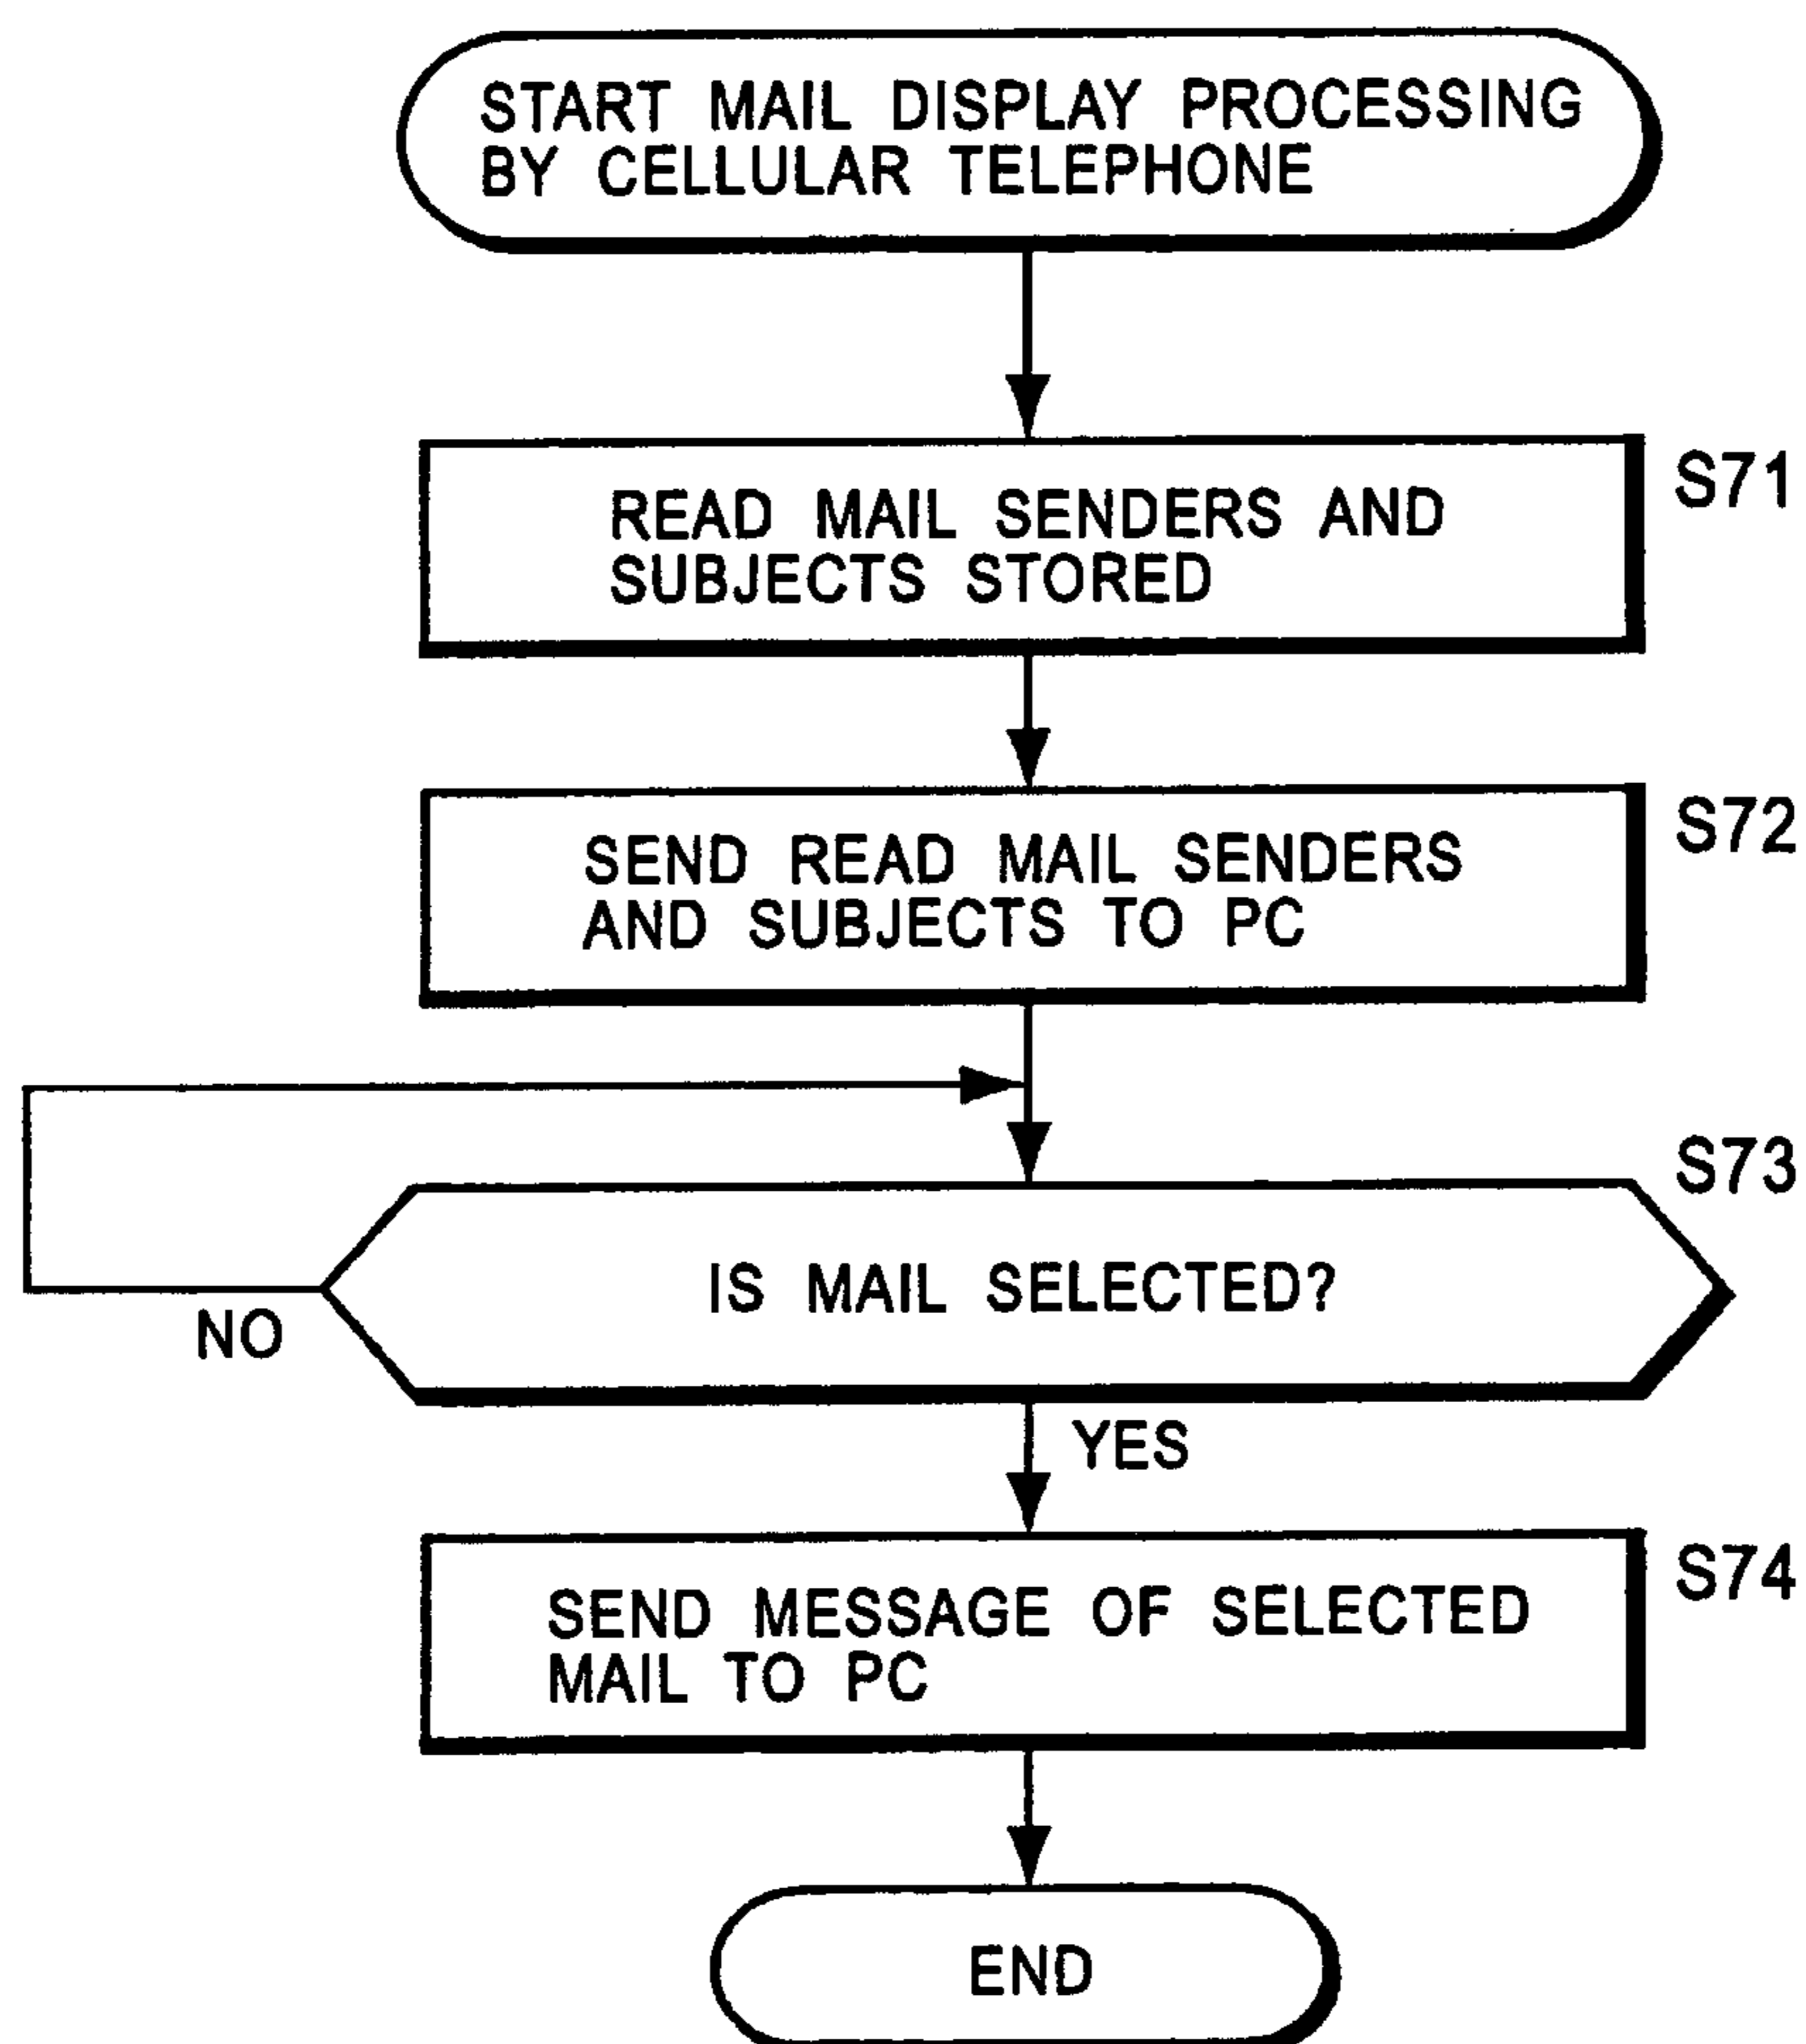 START MAIL DISPLAY PROCESSING
BY CELLULAR TELEPHONE
READ MAIL SENDERS AND
SUBJECTS STORED
S71
SEND READ MAIL SENDERS
AND SUBJECTS TO PC
S72
S73
IS MAIL SELECTED?
NO
YES
SEND MESSAGE OF SELECTED
MAIL TO PC
S74
END